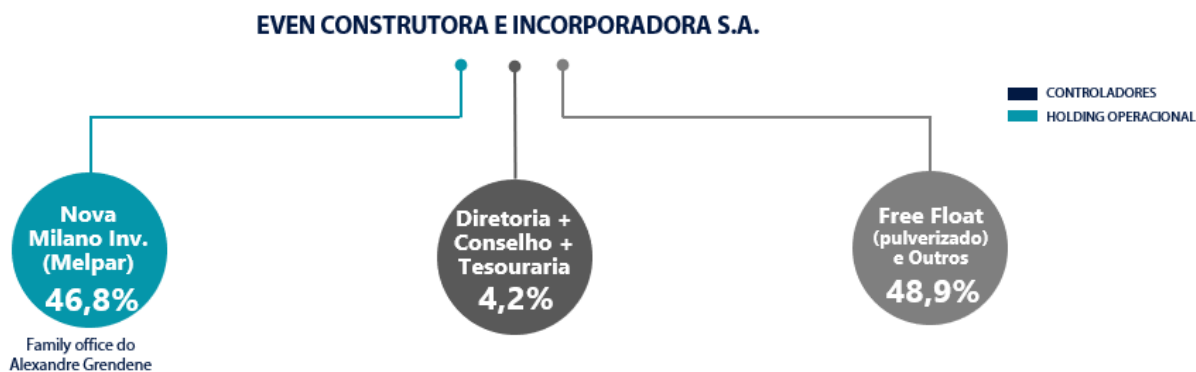 EVEN CONSTRUTORA E INCORPORADORA S.A.
CONTROLADORES
HOLDING OPERACIONAL
Nova
Milano Inv.
(Melpar)
46,8%
Family office do
Alexandre Grendene
Diretoria +
Conselho +
Tesouraria
4,2%
Free Float
(pulverizado)
e Outros
48,9%